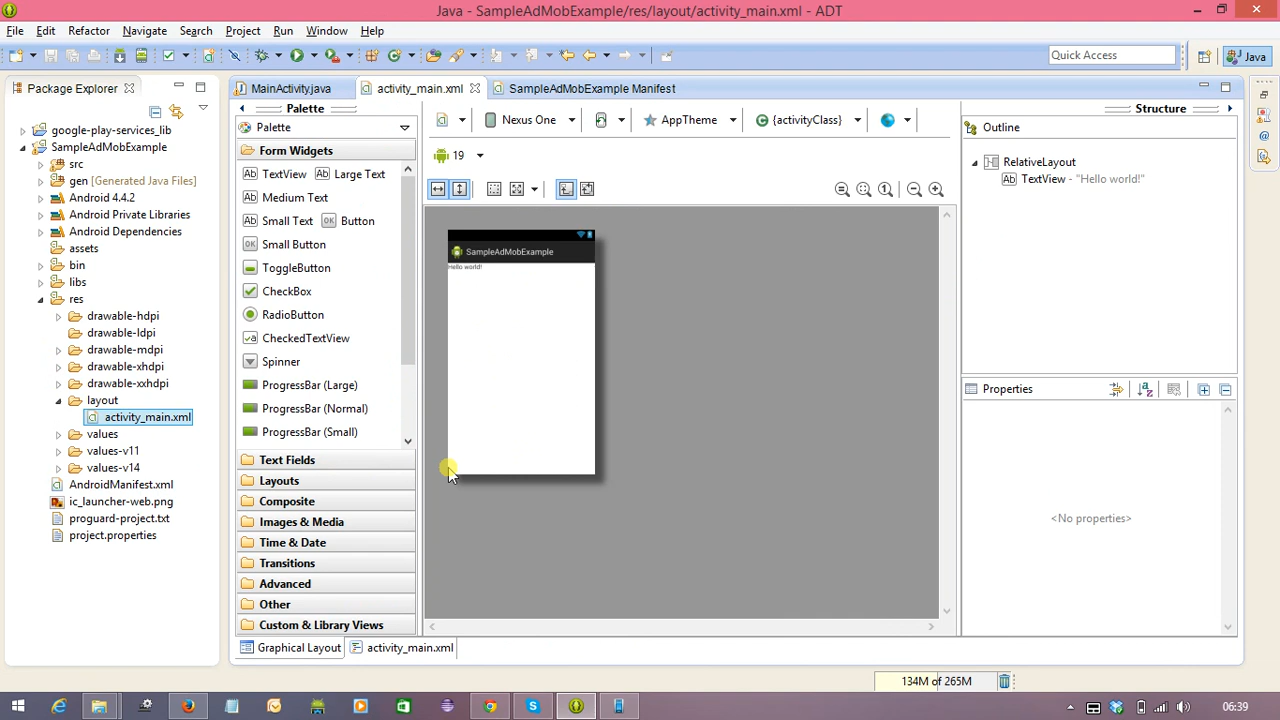 Java - SampleAdMobExample/res/layout/activity_main.xml - ADT
File Edit Refactor Navigate Search Project Run Window Help
Quick Access
Java
Package Explorer
google-play-services_lib
SampleAdMobExample
src
gen [Generated Java Files]
Android 4.4.2
Android Private Libraries
Android Dependencies
assets
bin
libs
res
drawable-hdpi
drawable-ldpi
drawable-mdpi
drawable-xhdpi
drawable-xxhdpi
layout
activity_main.xml
values
values-v11
values-v14
AndroidManifest.xml
ic_launcher-web.png
proguard-project.txt
project.properties
MainActivity.java activity_main.xml SampleAdMobExample Manifest
Palette
Palette
Form Widgets
Ab TextView Ab Large Text
Ab Medium Text
Ab Small Text OK Button
OK Small Button
ToggleButton
CheckBox
RadioButton
CheckedTextView
Spinner
ProgressBar (Large)
ProgressBar (Normal)
ProgressBar (Small)
Text Fields
Layouts
Composite
Images & Media
Time & Date
Transitions
Advanced
Other
Custom & Library Views
Nexus One AppTheme {activityClass}
19
SampleAdMobExample
Hello world!
Graphical Layout activity_main.xml
Structure
Outline
RelativeLayout
Ab TextView - "Hello world!"
Properties
<No properties>
134M of 265M
06:39